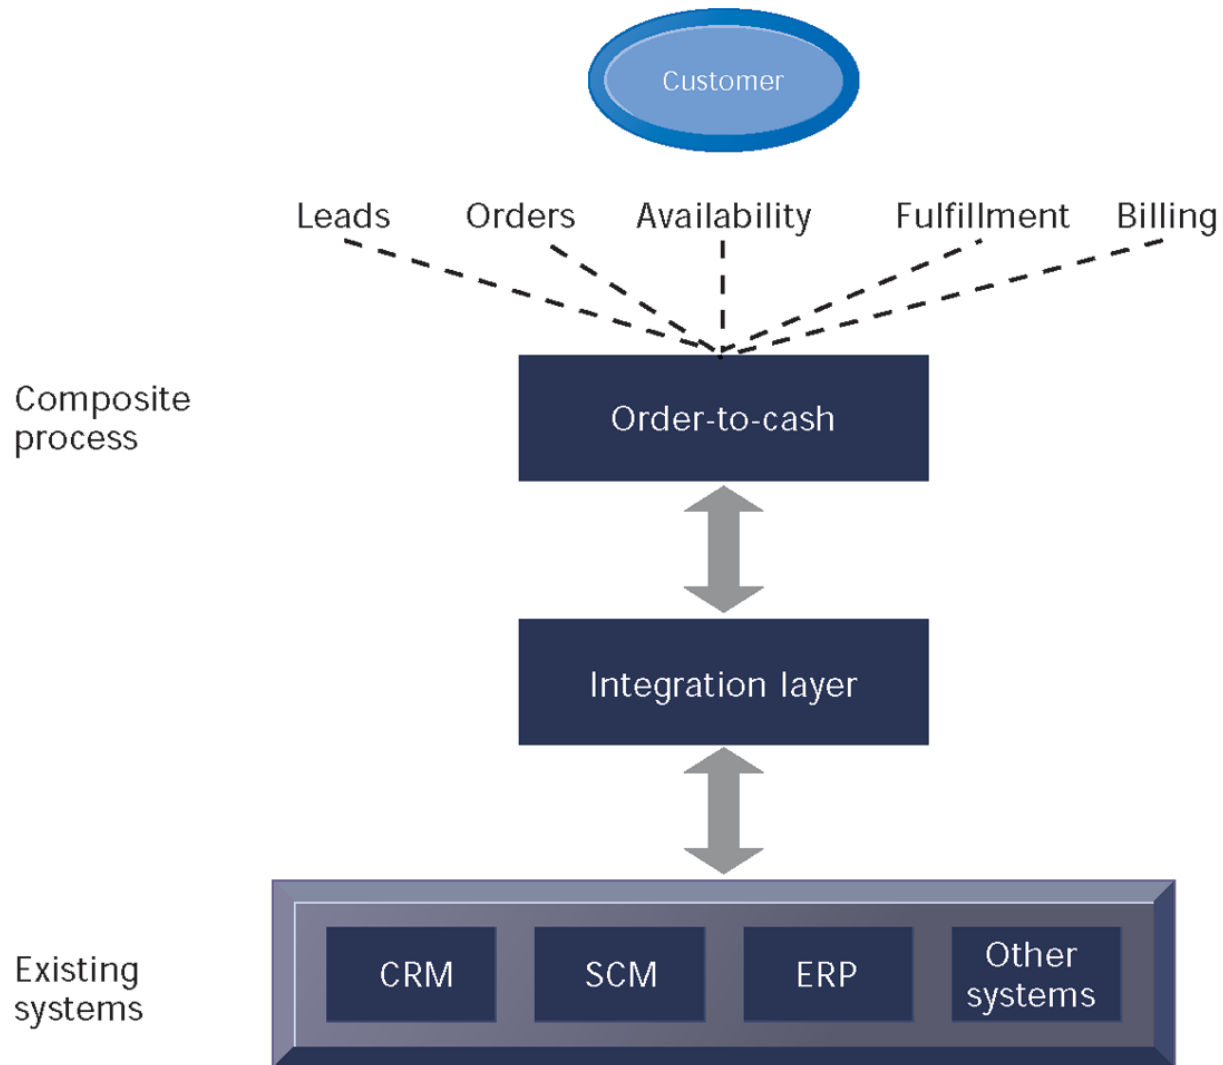 Customer
Leads Orders Availability Fulfillment Billing
Composite
process
Order-to-cash
Integration layer
Existing
systems
CRM SCM ERP Other
systems